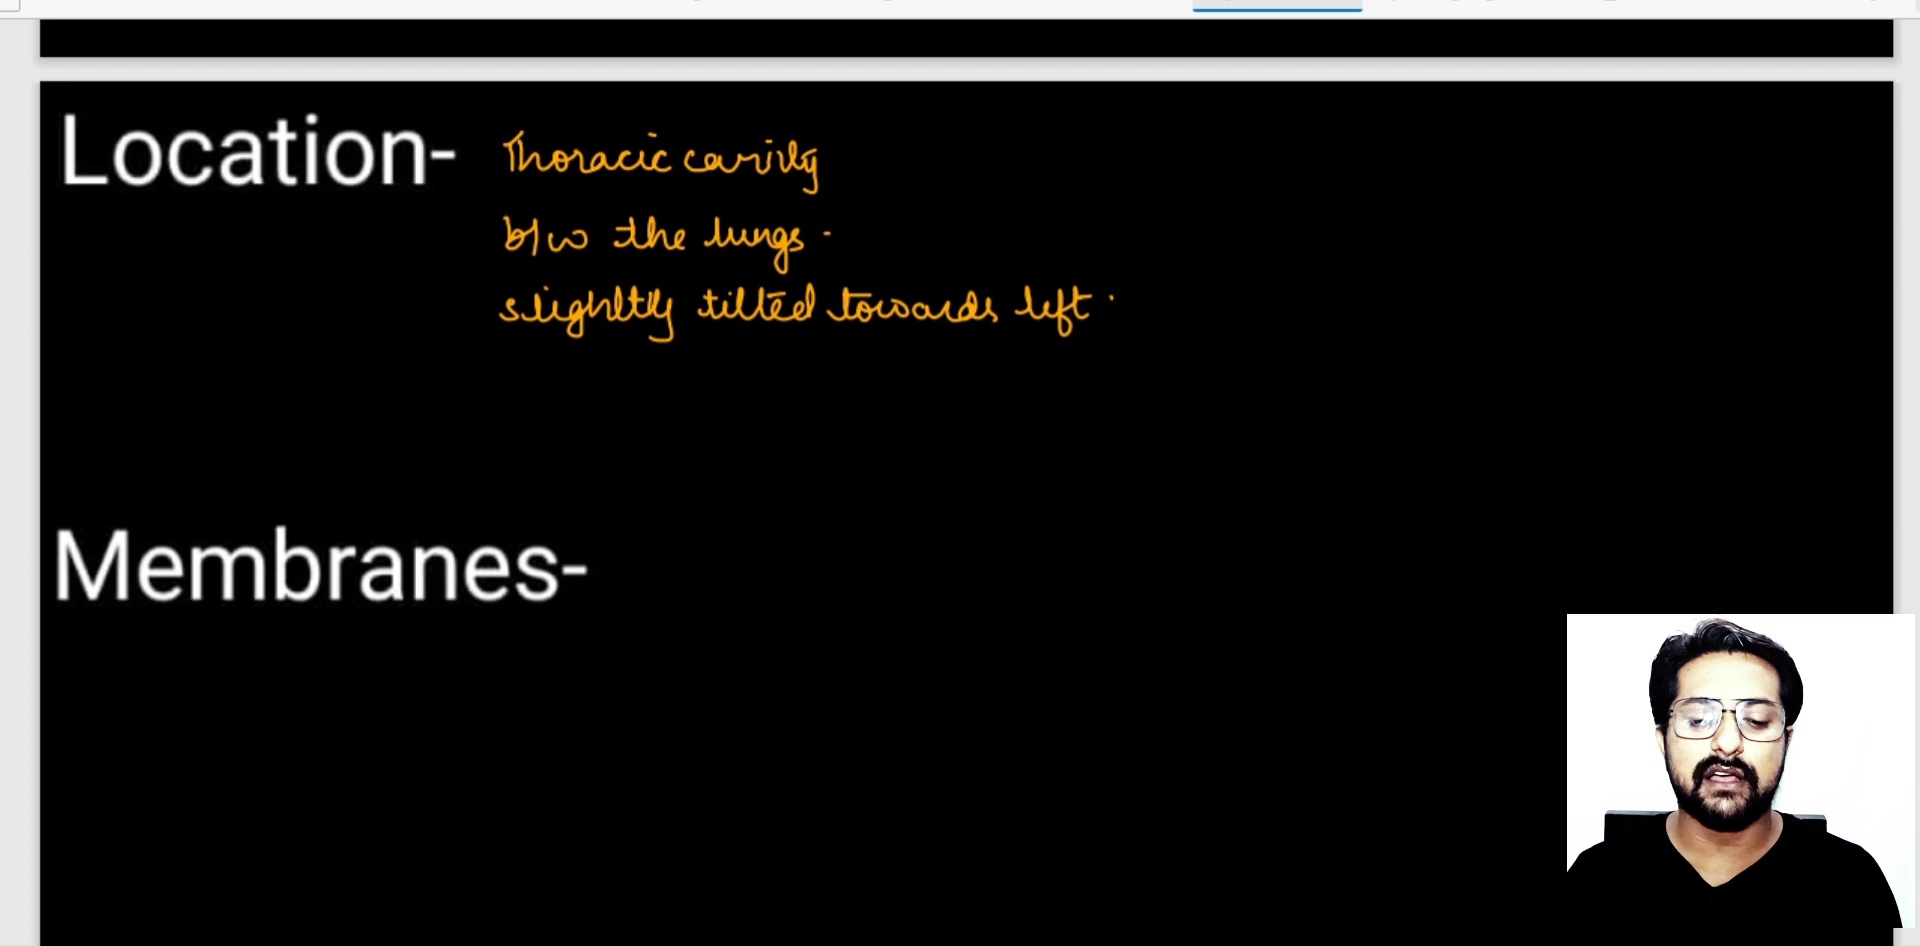 Location- Thoracic cavity
b/w the lungs.
slightly tilted towards left.
Membranes-